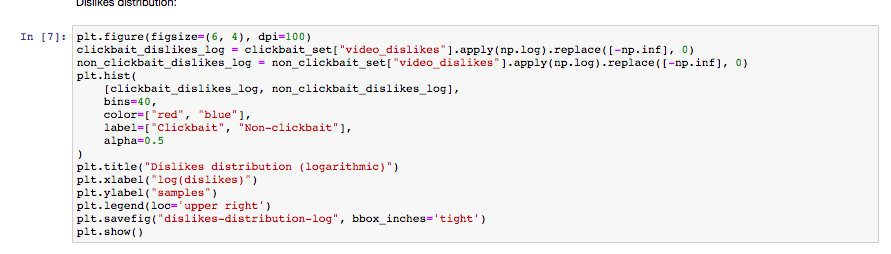 Dislikes distribution:
In [7]: plt.figure(figsize=(6, 4), dpi=100)
clickbait_dislikes_log = clickbait_set["video_dislikes"].apply(np.log).replace([-np.inf], 0)
non_clickbait_dislikes_log = non_clickbait_set["video_dislikes"].apply(np.log).replace([-np.inf], 0)
plt.hist(
    [clickbait_dislikes_log, non_clickbait_dislikes_log],
    bins=40,
    color=["red", "blue"],
    label=["Clickbait", "Non-clickbait"],
    alpha=0.5
)
plt.title("Dislikes distribution (logarithmic)")
plt.xlabel("log(dislikes)")
plt.ylabel("samples")
plt.legend(loc='upper right')
plt.savefig("dislikes-distribution-log", bbox_inches='tight')
plt.show()